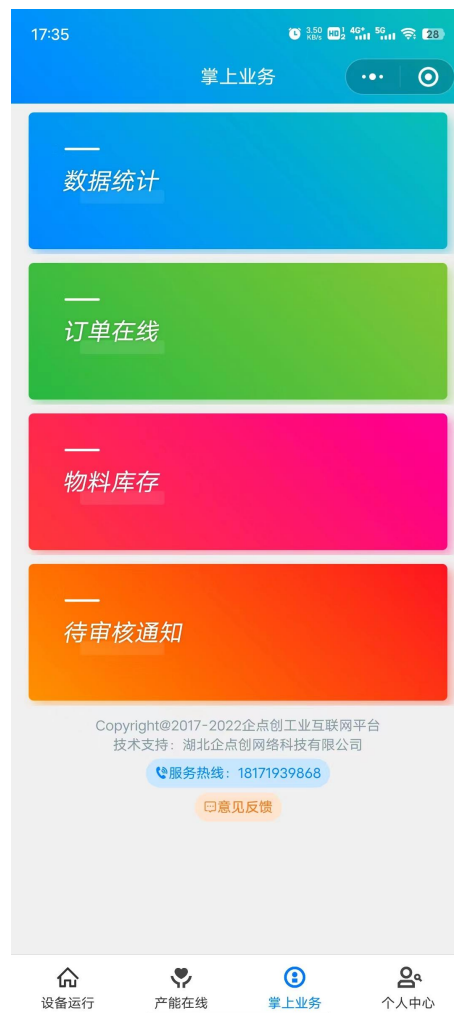 17:35
3.50 KB/s HD 1 2 4G+ 5G 28
掌上业务
数据统计
订单在线
物料库存
待审核通知
Copyright@2017-2022企点创工业互联网平台
技术支持：湖北企点创网络科技有限公司
服务热线：18171939868
意见反馈
设备运行 产能在线 掌上业务 个人中心